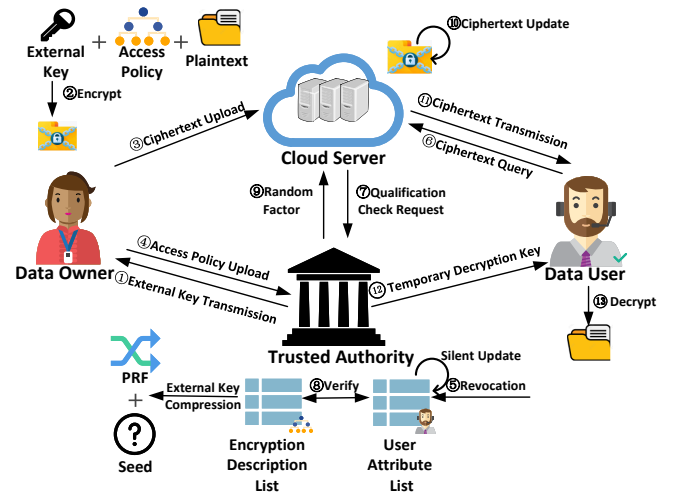 ⑩Ciphertext Update
External
Key
+
Access
Policy
+
Plaintext
②Encrypt
③Ciphertext Upload
Cloud Server
⑪Ciphertext Transmission
⑥Ciphertext Query
⑨Random
Factor
⑦Qualification
Check Request
Data Owner
④Access Policy Upload
①External Key Transmission
⑫Temporary Decryption Key
Data User
⑬Decrypt
Trusted Authority
Silent Update
PRF
+
?
Seed
External Key
Compression
⑧Verify
⑤Revocation
Encryption
Description
List
User
Attribute
List